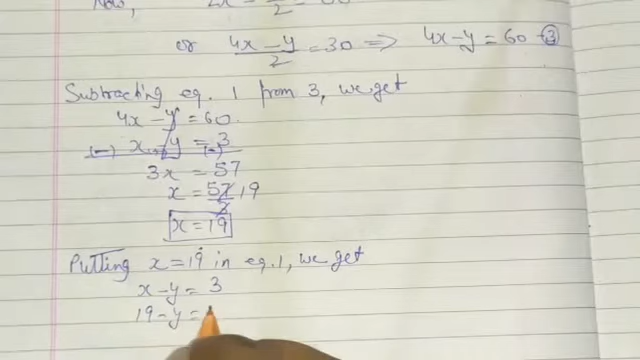 Now,
or 4x-y/2 = 30 => 4x-y = 60 -③
Subtracting eq. 1 from 3, we get
4x - y = 60
(-) x - y = 3
3x = 57
x = 57/3 19
x = 19
Putting x = 19 in eq. 1, we get
x - y = 3
19 - y =